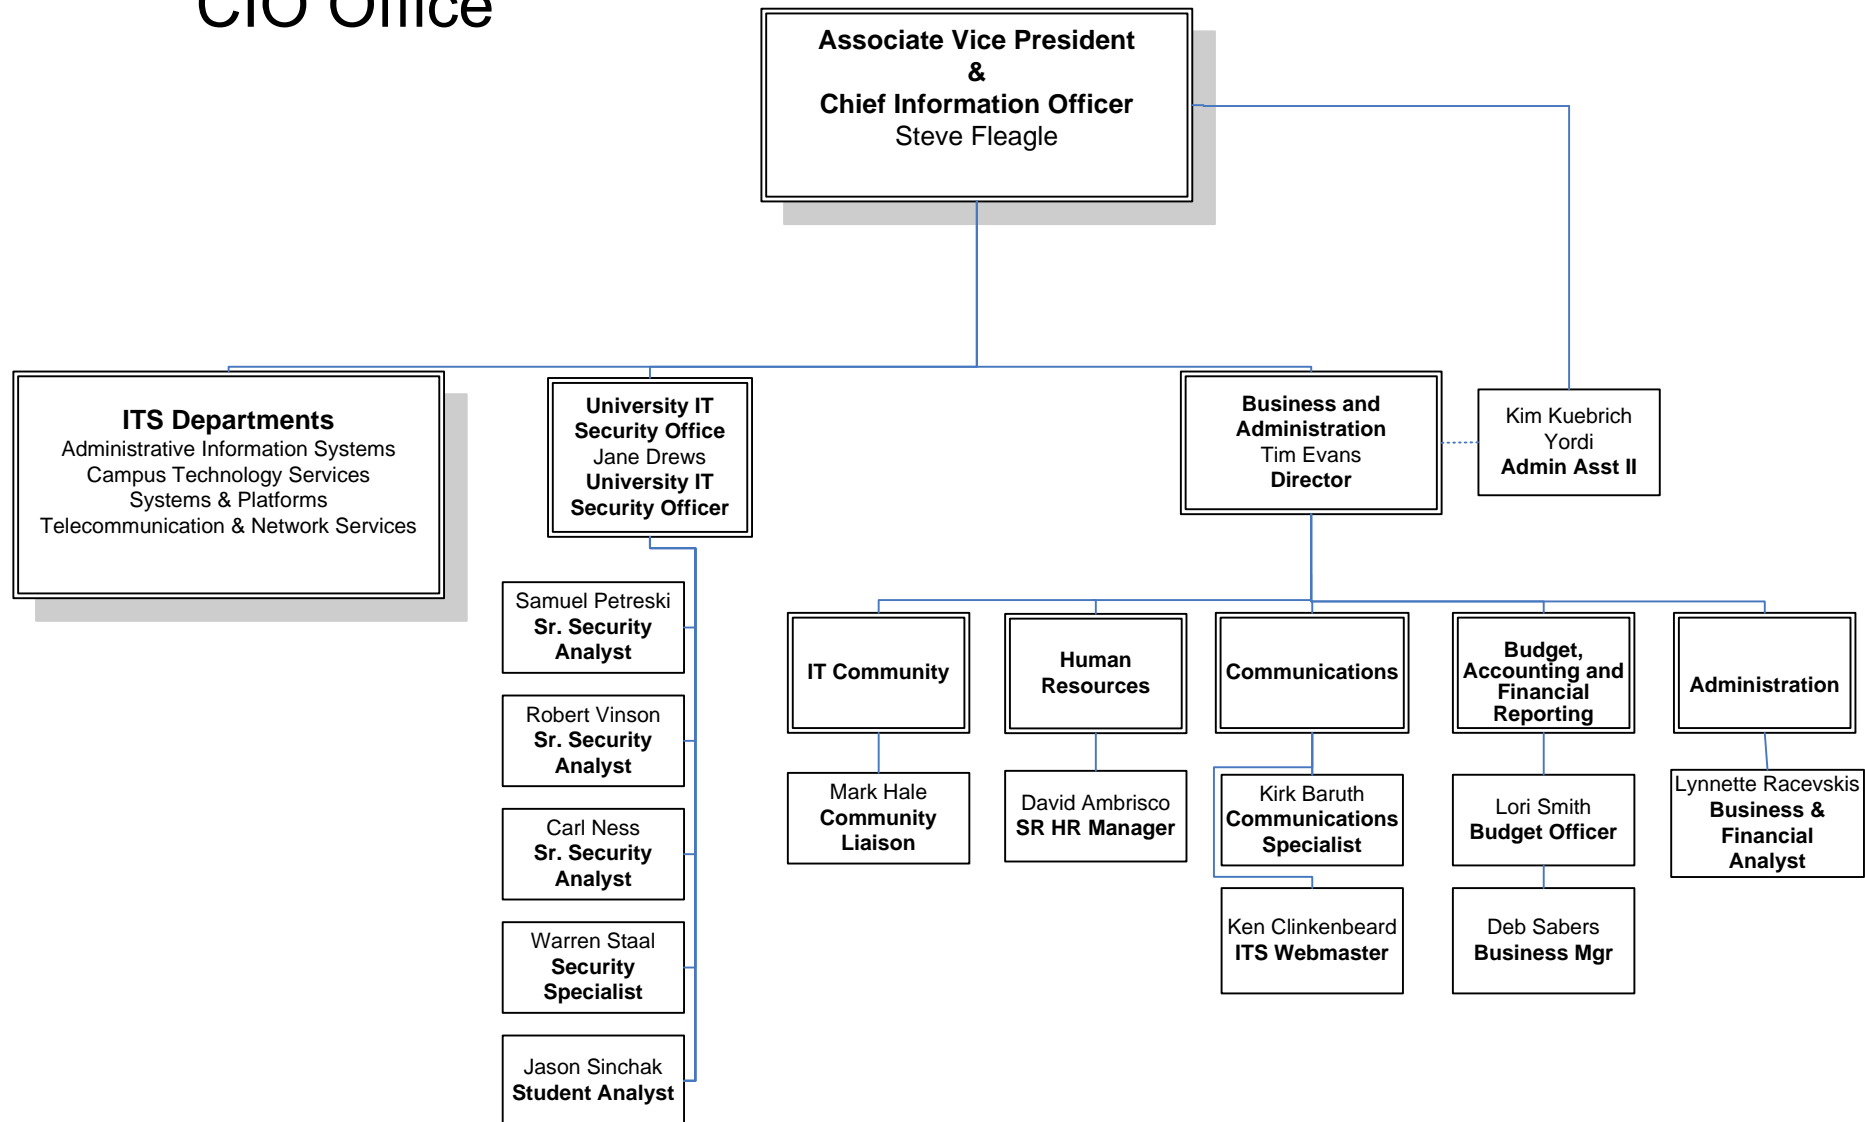 CIO Office
Associate Vice President
&
Chief Information Officer
Steve Fleagle
ITS Departments
Administrative Information Systems
Campus Technology Services
Systems & Platforms
Telecommunication & Network Services
University IT
Security Office
Jane Drews
University IT
Security Officer
Business and
Administration
Tim Evans
Director
Kim Kuebrich
Yordi
Admin Asst II
Samuel Petreski
Sr. Security
Analyst
Robert Vinson
Sr. Security
Analyst
Carl Ness
Sr. Security
Analyst
Warren Staal
Security
Specialist
Jason Sinchak
Student Analyst
IT Community
Human
Resources
Communications
Budget,
Accounting and
Financial
Reporting
Administration
Mark Hale
Community
Liaison
David Ambrisco
SR HR Manager
Kirk Baruth
Communications
Specialist
Lori Smith
Budget Officer
Lynnette Racevskis
Business &
Financial
Analyst
Ken Clinkenbeard
ITS Webmaster
Deb Sabers
Business Mgr